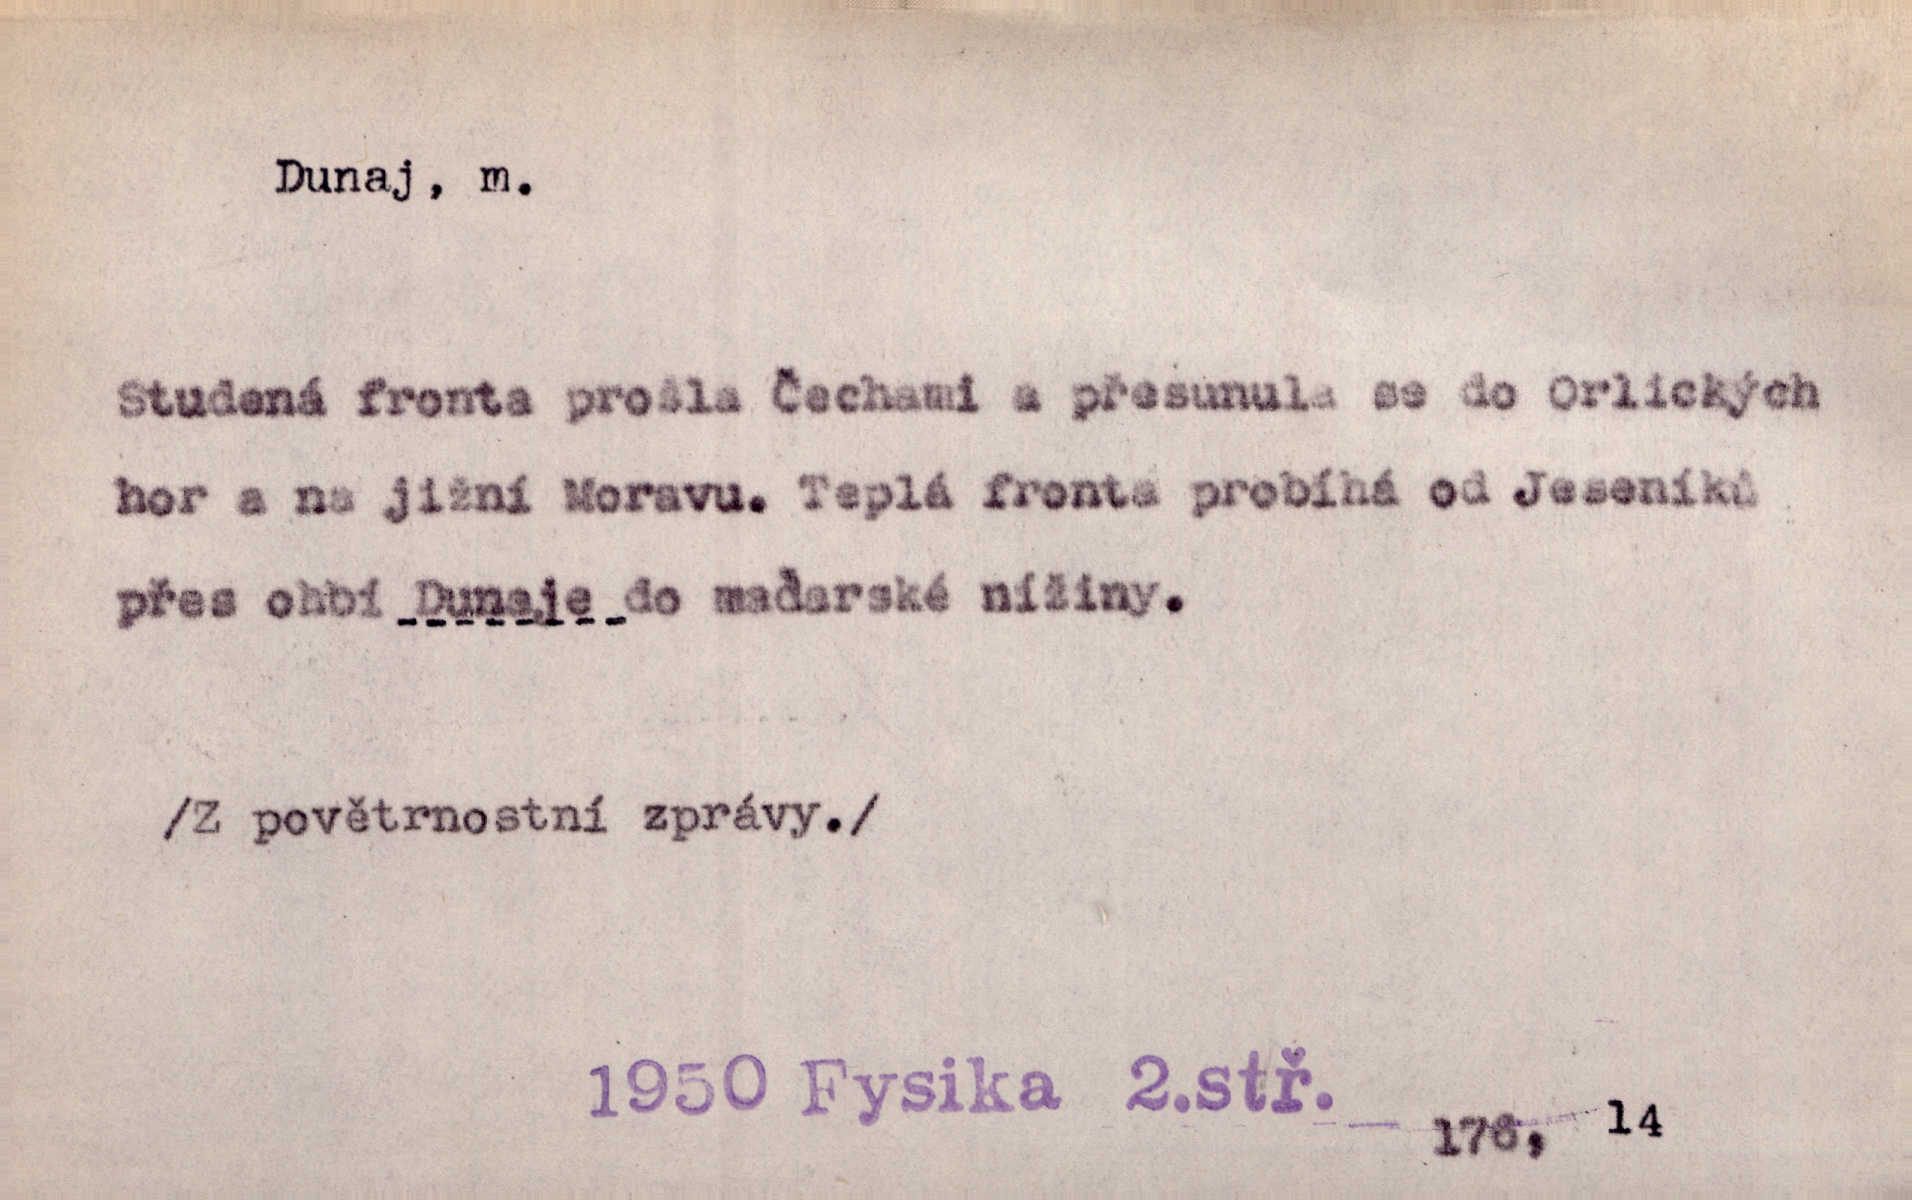 Dunaj, m.
Studená fronta prošla Čechami a přesunula se do Orlických
hor a na jižní Moravu. Teplá fronta probíhá od Jeseníků
přes ohbí Dunaje do maďarské nížiny.
/Z povětrnostní zprávy./
1950 Fysika 2.stř. 176, 14